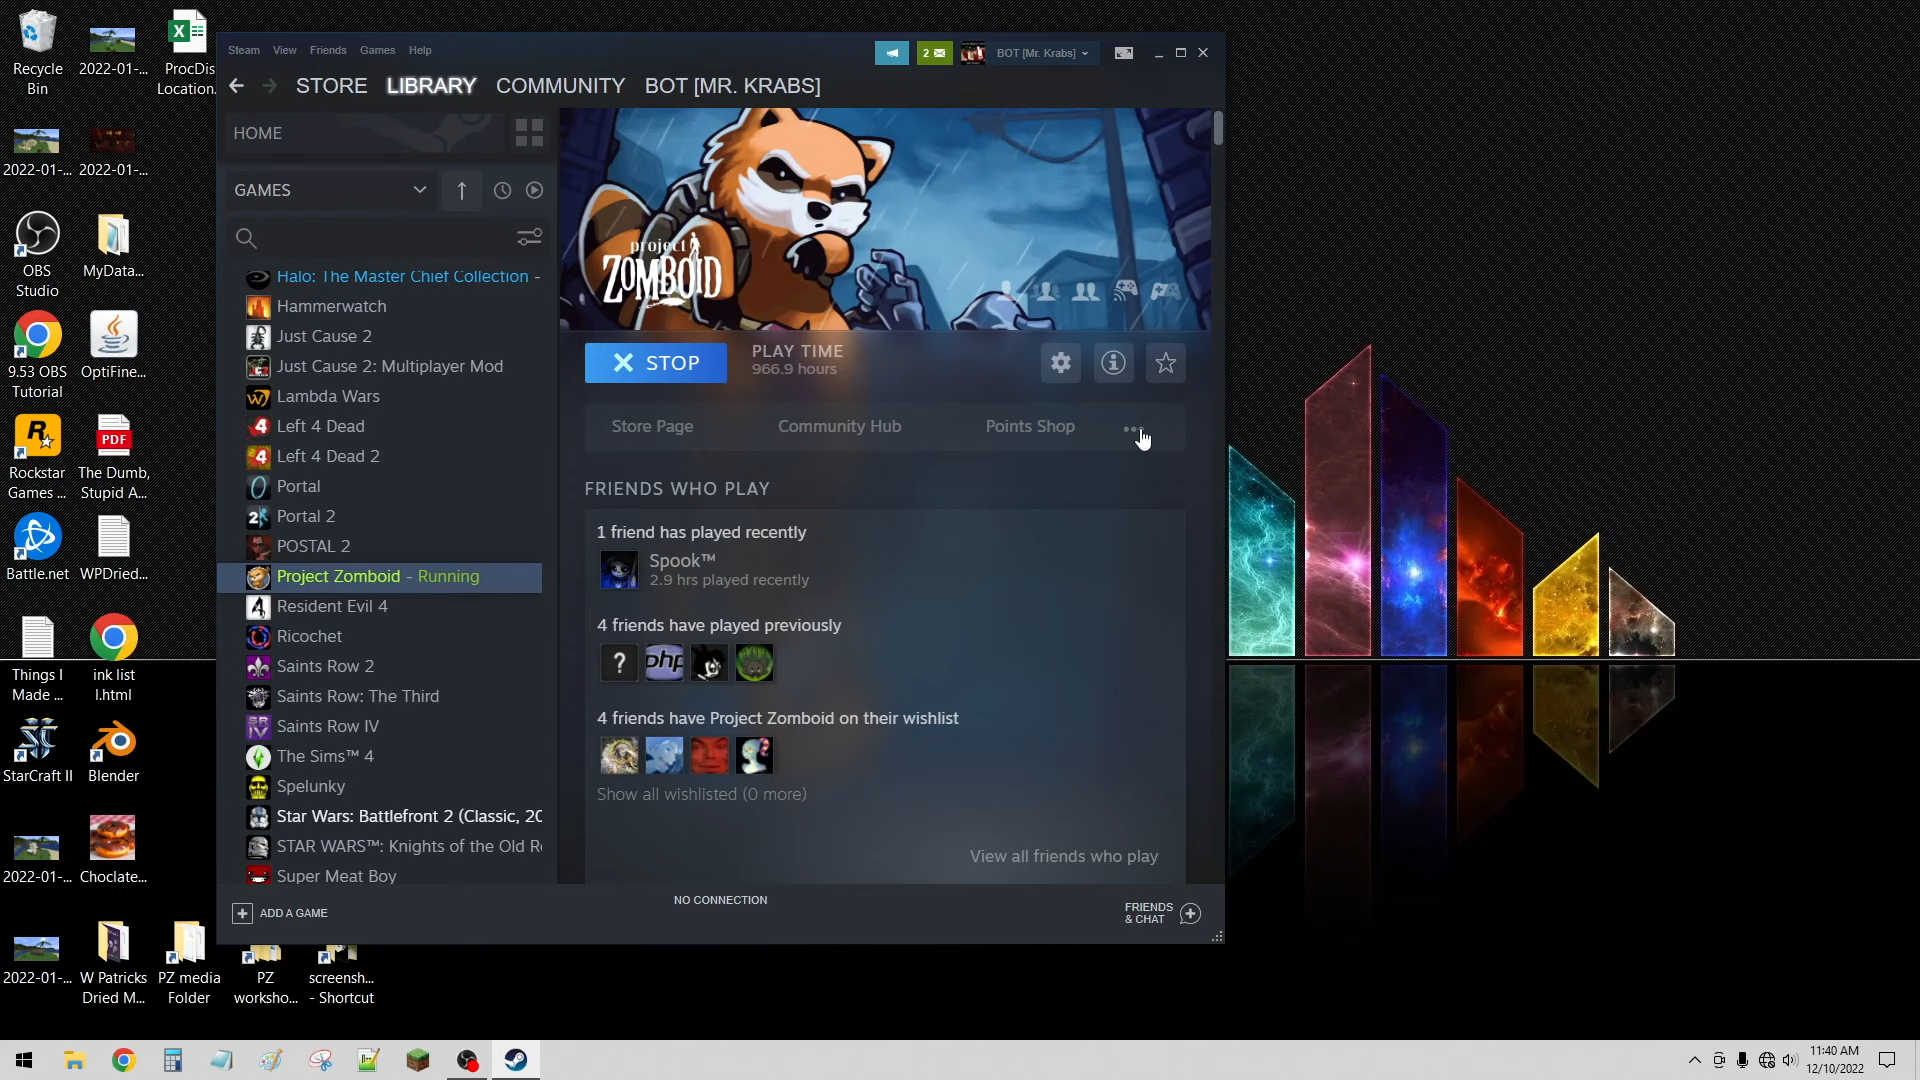 Recycle Bin
2022-01-...
ProcDis Location.
2022-01-...
2022-01-...
OBS Studio
MyData...
9.53 OBS Tutorial
OptiFine...
Rockstar Games ...
PDF
The Dumb, Stupid A...
Battle.net
WPDried...
Things I Made ...
ink list l.html
StarCraft II
Blender
2022-01-...
Choclate...
2022-01-...
W Patricks Dried M...
PZ media Folder
PZ worksho...
screensh... - Shortcut
Steam View Friends Games Help
2
BOT [Mr. Krabs]
STORE LIBRARY COMMUNITY BOT [MR. KRABS]
HOME
GAMES
Halo: The Master Chief Collection -
Hammerwatch
Just Cause 2
Just Cause 2: Multiplayer Mod
Lambda Wars
Left 4 Dead
Left 4 Dead 2
Portal
Portal 2
POSTAL 2
Project Zomboid - Running
Resident Evil 4
Ricochet
Saints Row 2
Saints Row: The Third
Saints Row IV
The Sims™ 4
Spelunky
Star Wars: Battlefront 2 (Classic, 20
STAR WARS™: Knights of the Old R
Super Meat Boy
project
ZOMBOID
STOP
PLAY TIME
966.9 hours
Store Page Community Hub Points Shop ...
FRIENDS WHO PLAY
1 friend has played recently
Spook™
2.9 hrs played recently
4 friends have played previously
? php
4 friends have Project Zomboid on their wishlist
Show all wishlisted (0 more)
View all friends who play
ADD A GAME
NO CONNECTION
FRIENDS
& CHAT
11:40 AM
12/10/2022